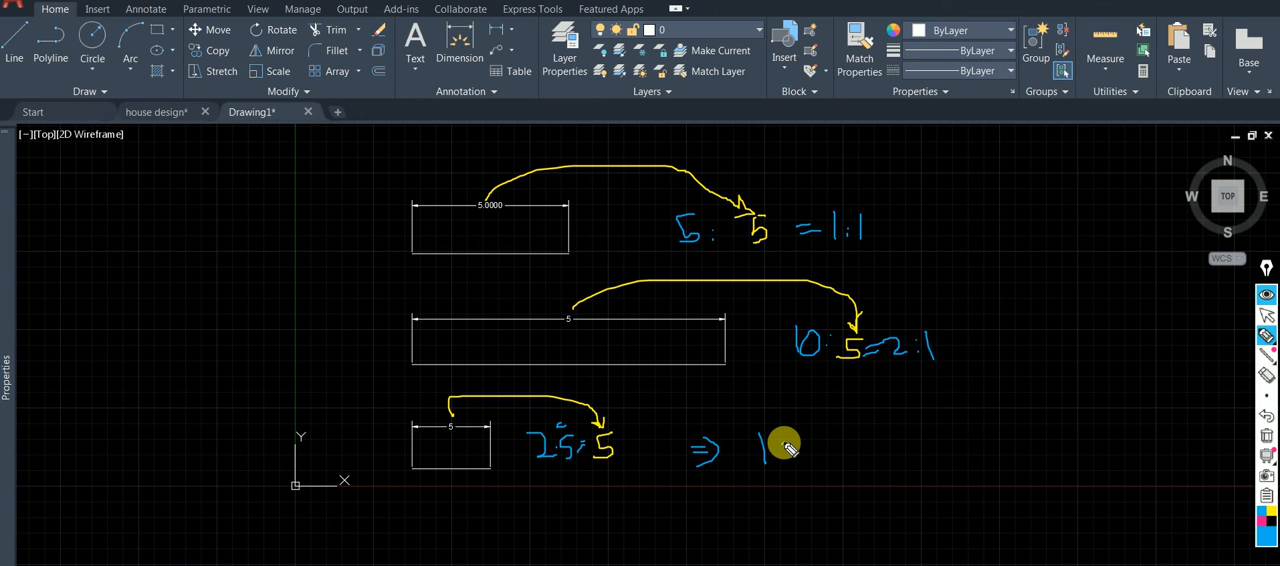 Home Insert Annotate Parametric View Manage Output Add-ins Collaborate Express Tools Featured Apps
Line Polyline Circle Arc
Move Rotate Trim
Copy Mirror Fillet
Stretch Scale Array
Text Dimension Table
Layer Properties 0
Make Current
Match Layer
Insert
Match Properties
ByLayer
ByLayer
ByLayer
Group Measure Paste Base
Draw Modify Annotation Layers Block Properties Groups Utilities Clipboard View
Start house design* Drawing1*
[−][Top][2D Wireframe]
N
W TOP E
S
WCS
5.0000
5: 5 =1:1
5
10:5=2:1
5
2.5:5 ⇒ 1
Y
X
Properties